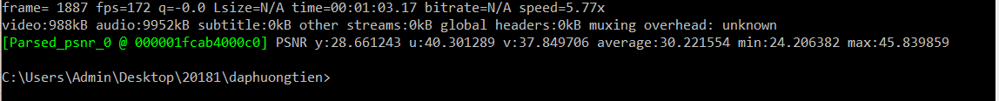 frame= 1887 fps=172 q=-0.0 Lsize=N/A time=00:01:03.17 bitrate=N/A speed=5.77x
video:988kB audio:9952kB subtitle:0kB other streams:0kB global headers:0kB muxing overhead: unknown
[Parsed_psnr_0 @ 000001fcab4000c0] PSNR y:28.661243 u:40.301289 v:37.849706 average:30.221554 min:24.206382 max:45.839859
C:\Users\Admin\Desktop\20181\daphuongtien>